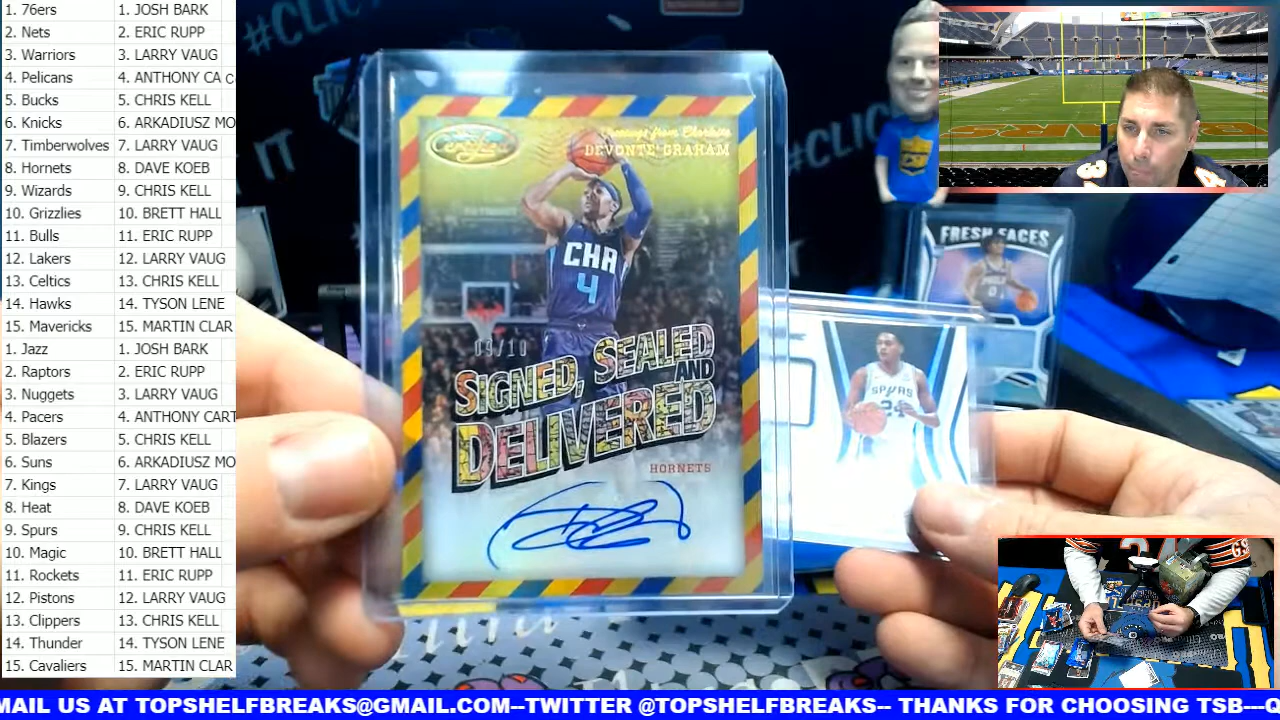 1. 76ers 1. JOSH BARK
2. Nets 2. ERIC RUPP
3. Warriors 3. LARRY VAUG
4. Pelicans 4. ANTHONY CA
5. Bucks 5. CHRIS KELL
6. Knicks 6. ARKADIUSZ MO
7. Timberwolves 7. LARRY VAUG
8. Hornets 8. DAVE KOEB
9. Wizards 9. CHRIS KELL
10. Grizzlies 10. BRETT HALL
11. Bulls 11. ERIC RUPP
12. Lakers 12. LARRY VAUG
13. Celtics 13. CHRIS KELL
14. Hawks 14. TYSON LENE
15. Mavericks 15. MARTIN CLAR
1. Jazz 1. JOSH BARK
2. Raptors 2. ERIC RUPP
3. Nuggets 3. LARRY VAUG
4. Pacers 4. ANTHONY CART
5. Blazers 5. CHRIS KELL
6. Suns 6. ARKADIUSZ MO
7. Kings 7. LARRY VAUG
8. Heat 8. DAVE KOEB
9. Spurs 9. CHRIS KELL
10. Magic 10. BRETT HALL
11. Rockets 11. ERIC RUPP
12. Pistons 12. LARRY VAUG
13. Clippers 13. CHRIS KELL
14. Thunder 14. TYSON LENE
15. Cavaliers 15. MARTIN CLAR
Greetings from Charlotte
DEVONTE' GRAHAM
Certified
CHA
4
09/10
SIGNED, SEALED
AND
DELIVERED
HORNETS
FRESH FACES
SPURS
24
MAIL US AT TOPSHELFBREAKS@GMAIL.COM--TWITTER @TOPSHELFBREAKS-- THANKS FOR CHOOSING TSB---